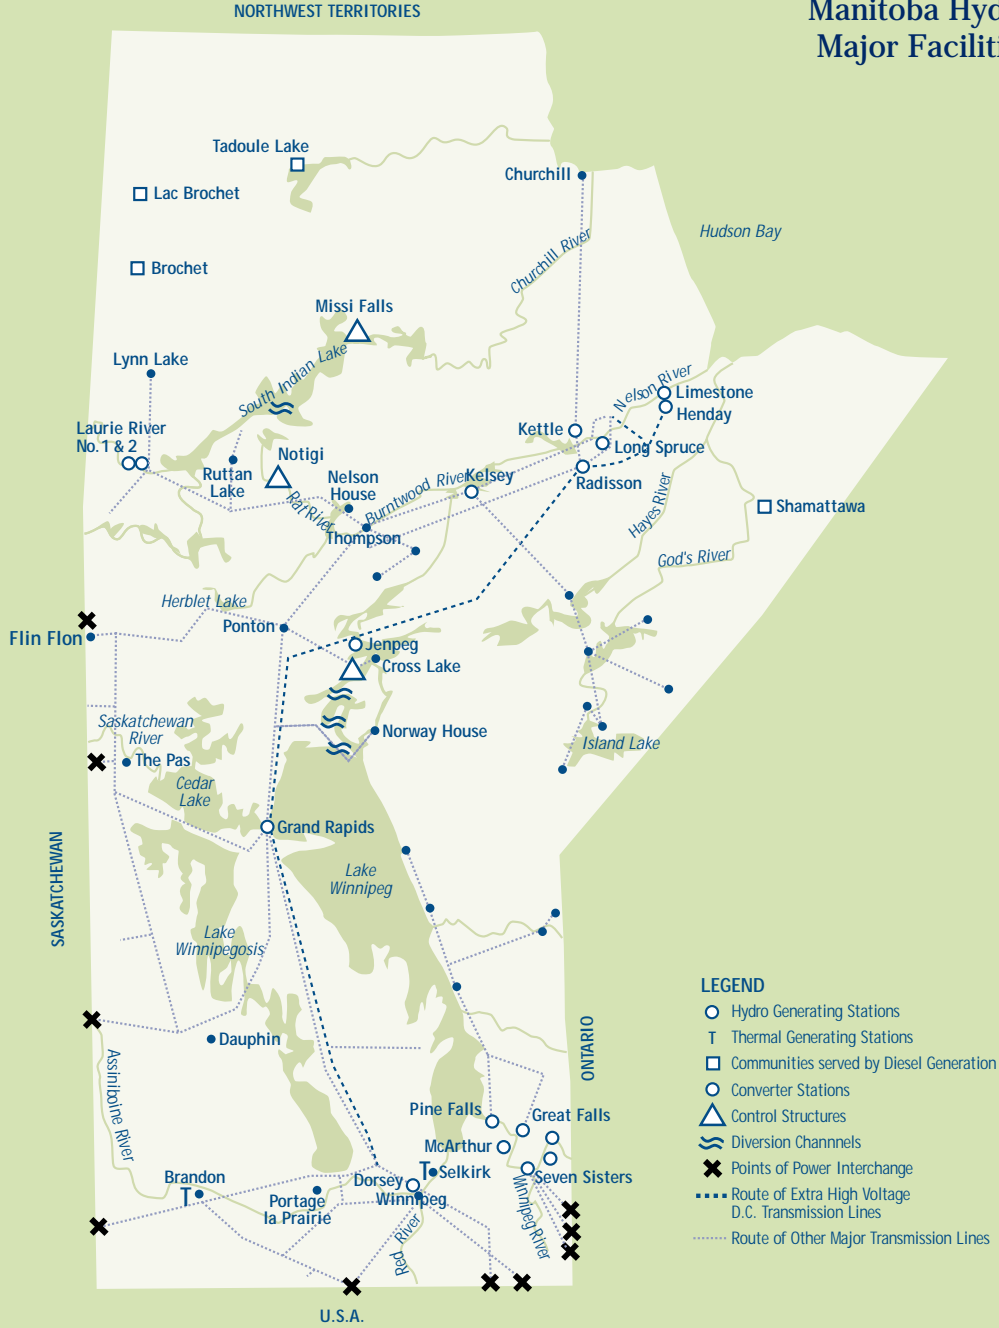 NORTHWEST TERRITORIES
Manitoba Hyd
Major Faciliti
Tadoule Lake
Lac Brochet
Brochet
Churchill
Hudson Bay
Churchill River
Missi Falls
South Indian Lake
Lynn Lake
Laurie River
No. 1 & 2
Ruttan
Lake
Notigi
Rat River
Nelson
House
Burntwood River
Kelsey
Thompson
Kettle
Nelson River
Limestone
Henday
Long Spruce
Radisson
Hayes River
Shamattawa
God's River
Herblet Lake
Flin Flon
Ponton
Jenpeg
Cross Lake
Saskatchewan
River
The Pas
Cedar
Lake
Norway House
Island Lake
Grand Rapids
Lake
Winnipeg
SASKATCHEWAN
Lake
Winnipegosis
Dauphin
Assiniboine River
ONTARIO
Pine Falls
Great Falls
McArthur
Seven Sisters
Selkirk
T
Dorsey
Winnipeg
Brandon
T
Portage
la Prairie
Red River
Winnipeg River
U.S.A.
LEGEND
Hydro Generating Stations
T Thermal Generating Stations
Communities served by Diesel Generation
Converter Stations
Control Structures
Diversion Channnels
Points of Power Interchange
Route of Extra High Voltage
D.C. Transmission Lines
Route of Other Major Transmission Lines